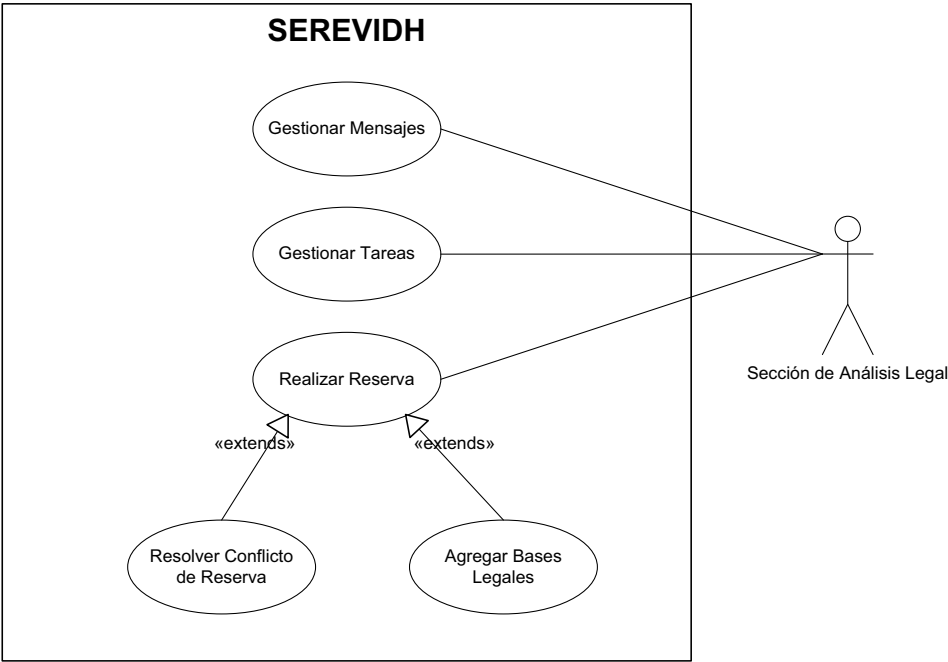 SEREVIDH
Gestionar Mensajes
Gestionar Tareas
Realizar Reserva
Sección de Análisis Legal
«extends»
«extends»
Resolver Conflicto
de Reserva
Agregar Bases
Legales